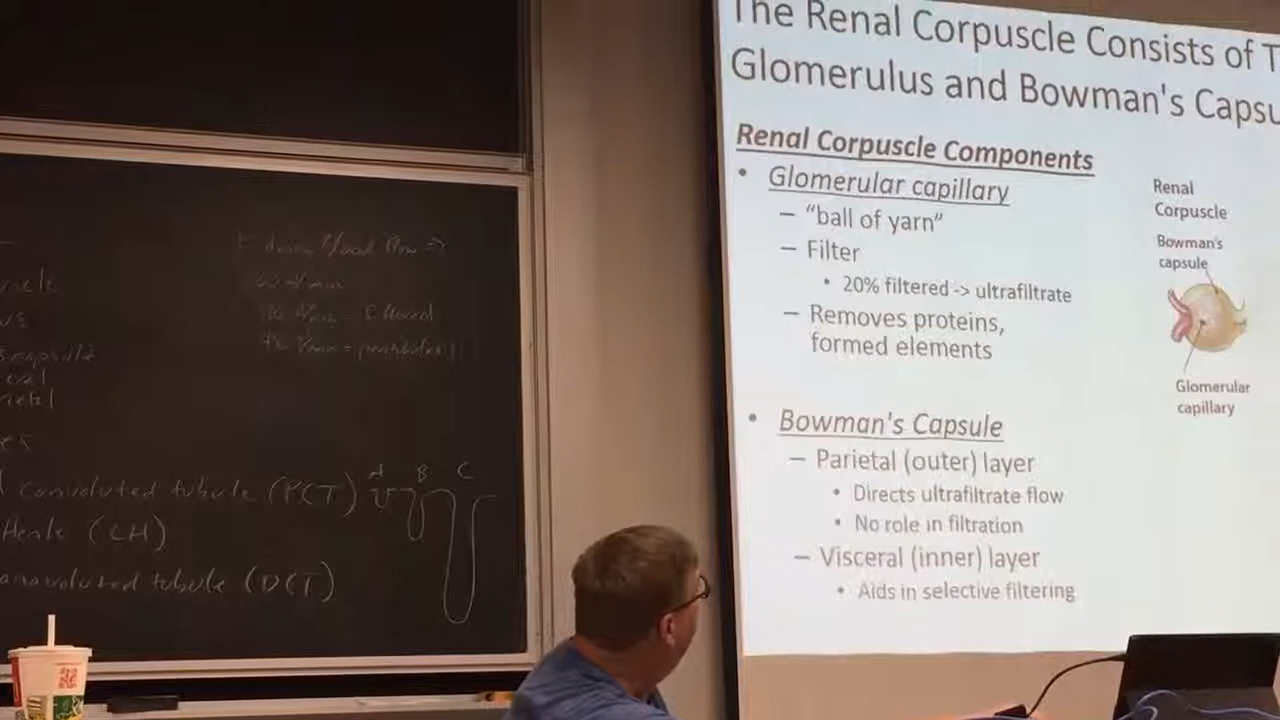 The Renal Corpuscle Consists of T
Glomerulus and Bowman's Capsu
Renal Corpuscle Components
• Glomerular capillary
– "ball of yarn"
– Filter
• 20% filtered -> ultrafiltrate
– Removes proteins,
formed elements
• Bowman's Capsule
– Parietal (outer) layer
• Directs ultrafiltrate flow
• No role in filtration
– Visceral (inner) layer
• Aids in selective filtering
Renal
Corpuscle
Bowman's
capsule
Glomerular
capillary
blood flow
convoluted tubule (PCT) A B C
Henle (LH)
tubule (DCT)